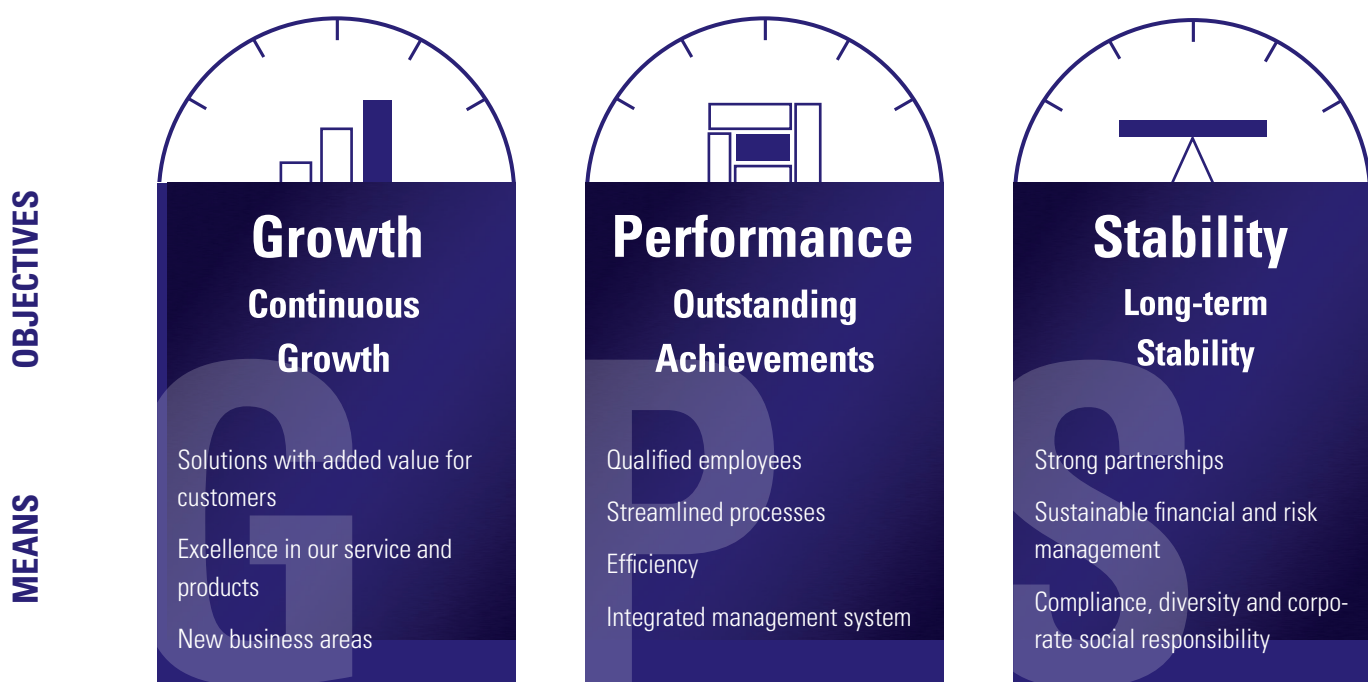 OBJECTIVES
MEANS
Growth
Continuous
Growth
G
Solutions with added value for
customers
Excellence in our service and
products
New business areas
Performance
Outstanding
Achievements
P
Qualified employees
Streamlined processes
Efficiency
Integrated management system
Stability
Long-term
Stability
S
Strong partnerships
Sustainable financial and risk
management
Compliance, diversity and corpo-
rate social responsibility